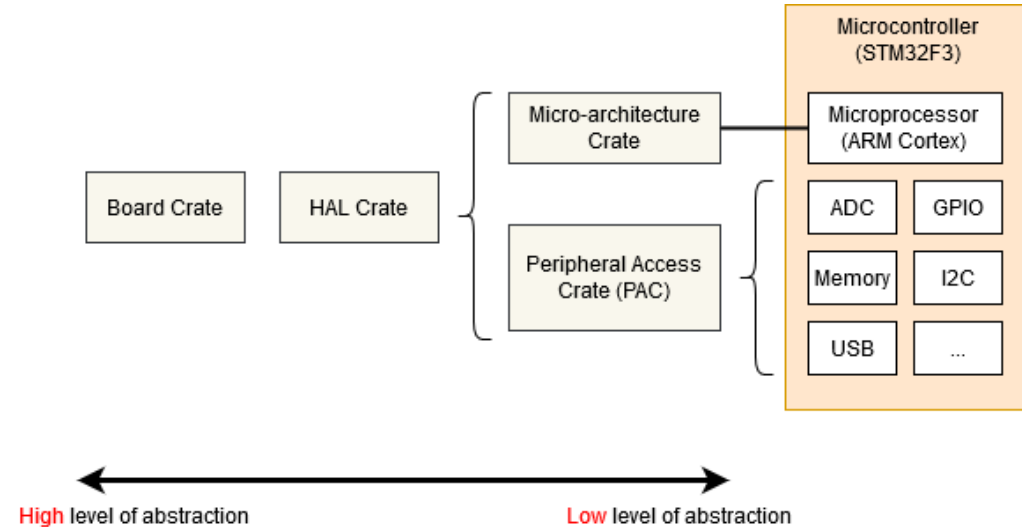 Microcontroller
(STM32F3)
Micro-architecture
Crate
Microprocessor
(ARM Cortex)
Board Crate
HAL Crate
ADC
GPIO
Peripheral Access
Crate (PAC)
Memory
I2C
USB
...
High level of abstraction
Low level of abstraction